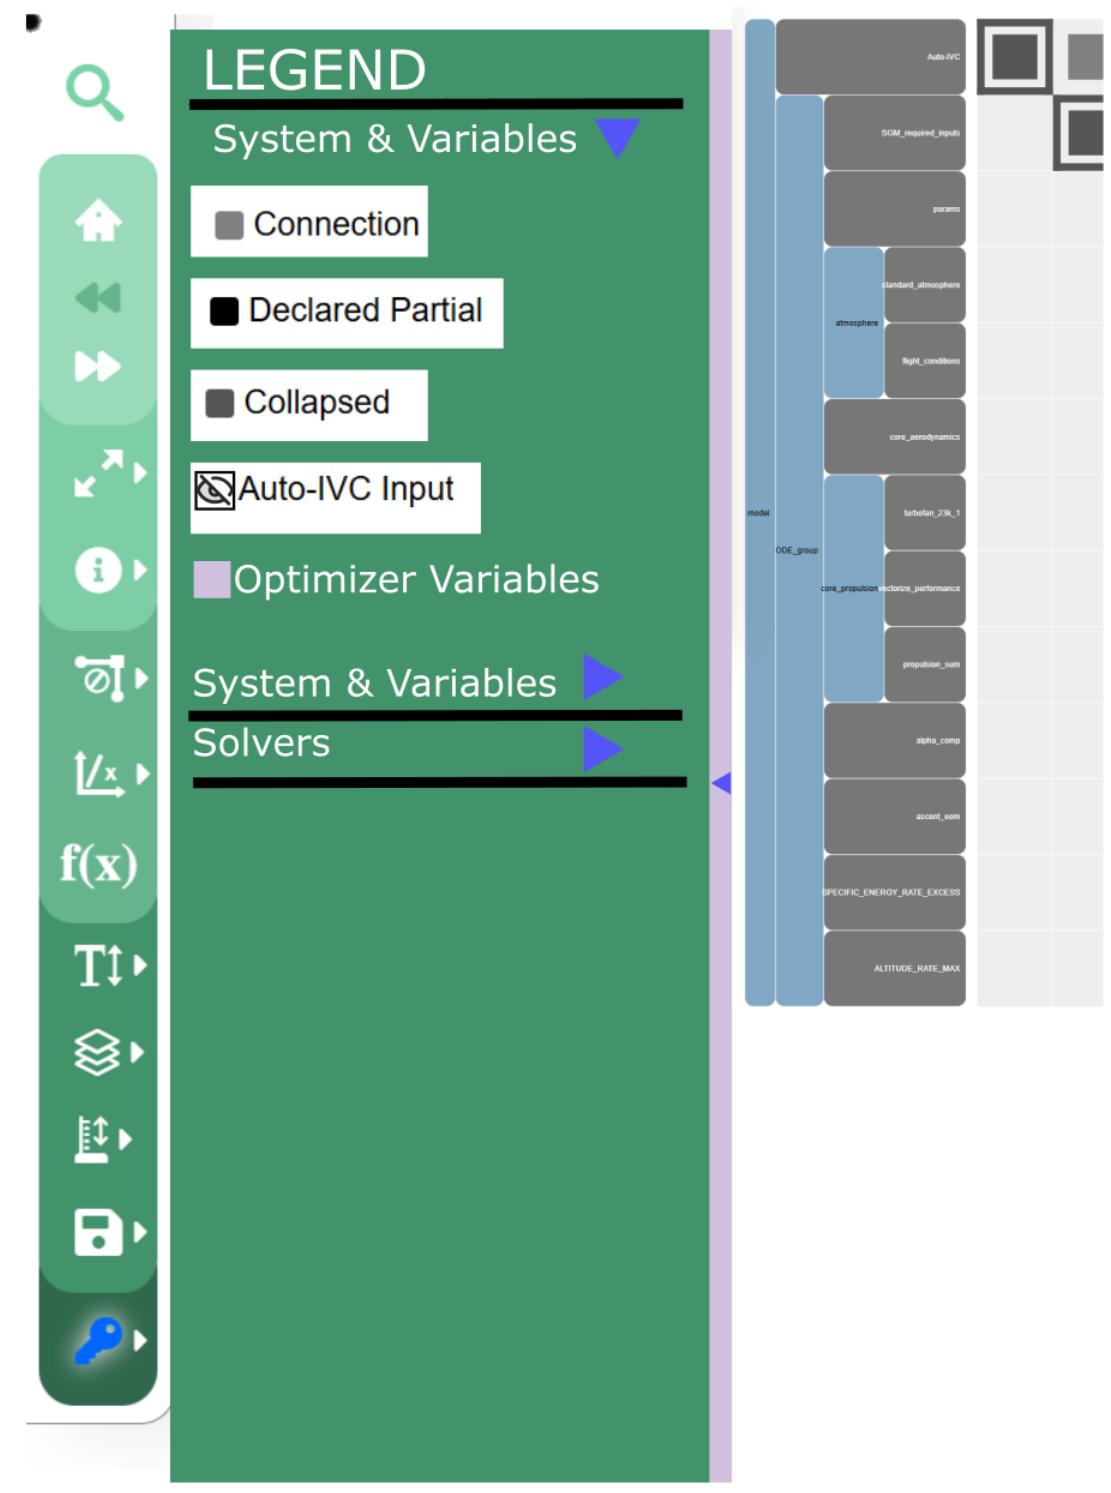 LEGEND
System & Variables
Connection
Declared Partial
Collapsed
Auto-IVC Input
Optimizer Variables
System & Variables
Solvers
f(x)
T
x
i
Auto-IVC
SGM_required_inputs
params
standard_atmosphere
atmosphere
flight_conditions
core_aerodynamics
model
turbofan_23k_1
ODE_group
core_propulsion
vectorize_performance
propulsion_sum
alpha_comp
ascent_eom
SPECIFIC_ENERGY_RATE_EXCESS
ALTITUDE_RATE_MAX